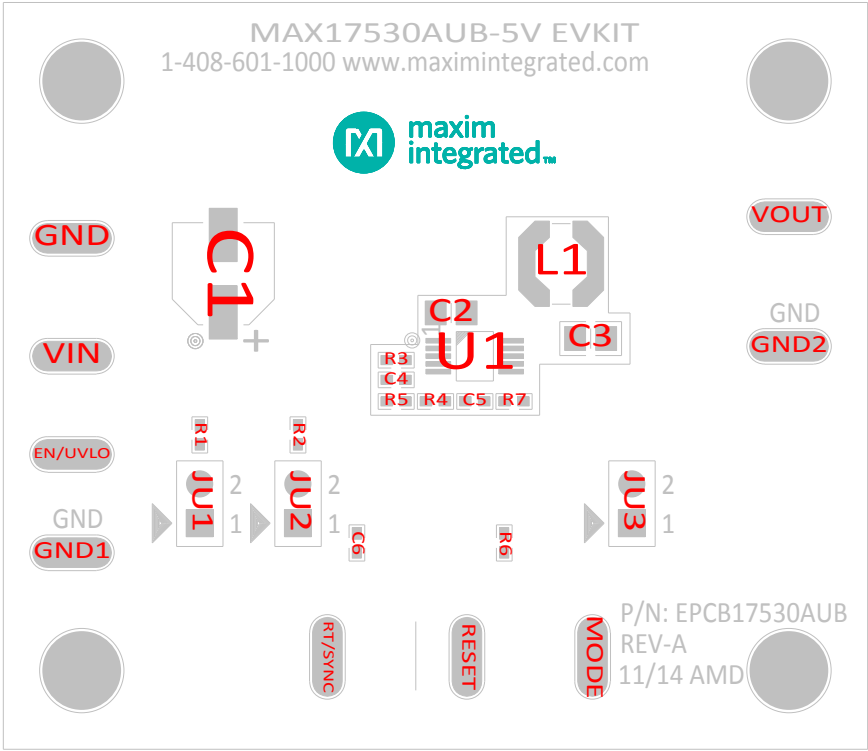 MAX17530AUB-5V EVKIT
1-408-601-1000 www.maximintegrated.com
maxim
integrated™
GND
C1
+
VIN
EN/UVLO
GND
GND1
L1
C2
1
U1
C3
R3
C4
R5
R4
C5
R7
VOUT
GND
GND2
R1
R2
JU1
2
1
JU2
2
1
JU3
2
1
C6
R6
RT/SYNC
RESET
MODE
P/N: EPCB17530AUB
REV-A
11/14 AMD